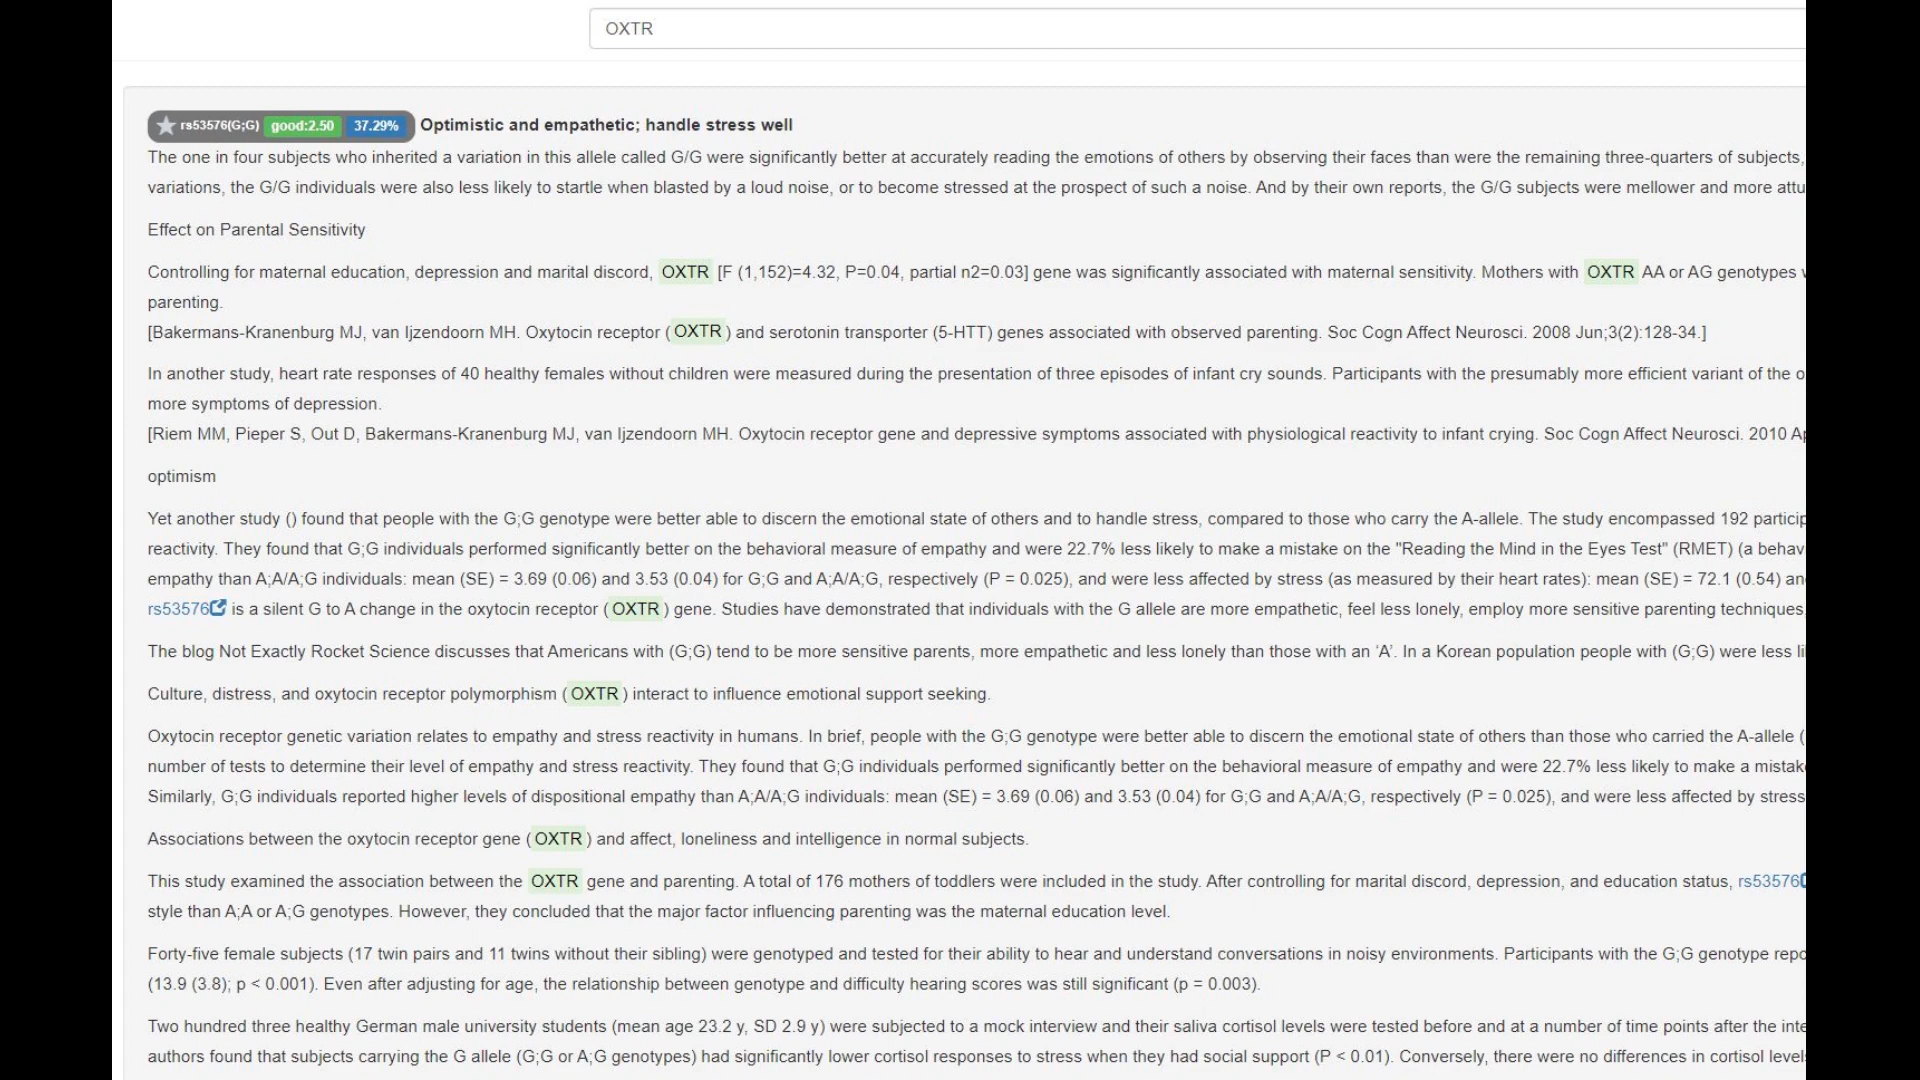 OXTR
rs53576(G;G) good:2.50 37.29% Optimistic and empathetic; handle stress well
The one in four subjects who inherited a variation in this allele called G/G were significantly better at accurately reading the emotions of others by observing their faces than were the remaining three-quarters of subjects,
variations, the G/G individuals were also less likely to startle when blasted by a loud noise, or to become stressed at the prospect of such a noise. And by their own reports, the G/G subjects were mellower and more attu
Effect on Parental Sensitivity
Controlling for maternal education, depression and marital discord, OXTR [F (1,152)=4.32, P=0.04, partial n2=0.03] gene was significantly associated with maternal sensitivity. Mothers with OXTR AA or AG genotypes
parenting.
[Bakermans-Kranenburg MJ, van Ijzendoorn MH. Oxytocin receptor (OXTR) and serotonin transporter (5-HTT) genes associated with observed parenting. Soc Cogn Affect Neurosci. 2008 Jun;3(2):128-34.]
In another study, heart rate responses of 40 healthy females without children were measured during the presentation of three episodes of infant cry sounds. Participants with the presumably more efficient variant of the o
more symptoms of depression.
[Riem MM, Pieper S, Out D, Bakermans-Kranenburg MJ, van Ijzendoorn MH. Oxytocin receptor gene and depressive symptoms associated with physiological reactivity to infant crying. Soc Cogn Affect Neurosci. 2010 Ap
optimism
Yet another study () found that people with the G;G genotype were better able to discern the emotional state of others and to handle stress, compared to those who carry the A-allele. The study encompassed 192 particip
reactivity. They found that G;G individuals performed significantly better on the behavioral measure of empathy and were 22.7% less likely to make a mistake on the "Reading the Mind in the Eyes Test" (RMET) (a behav
empathy than A;A/A;G individuals: mean (SE) = 3.69 (0.06) and 3.53 (0.04) for G;G and A;A/A;G, respectively (P = 0.025), and were less affected by stress (as measured by their heart rates): mean (SE) = 72.1 (0.54) an
rs53576 is a silent G to A change in the oxytocin receptor (OXTR) gene. Studies have demonstrated that individuals with the G allele are more empathetic, feel less lonely, employ more sensitive parenting techniques
The blog Not Exactly Rocket Science discusses that Americans with (G;G) tend to be more sensitive parents, more empathetic and less lonely than those with an ‘A’. In a Korean population people with (G;G) were less li
Culture, distress, and oxytocin receptor polymorphism (OXTR) interact to influence emotional support seeking.
Oxytocin receptor genetic variation relates to empathy and stress reactivity in humans. In brief, people with the G;G genotype were better able to discern the emotional state of others than those who carried the A-allele (
number of tests to determine their level of empathy and stress reactivity. They found that G;G individuals performed significantly better on the behavioral measure of empathy and were 22.7% less likely to make a mistak
Similarly, G;G individuals reported higher levels of dispositional empathy than A;A/A;G individuals: mean (SE) = 3.69 (0.06) and 3.53 (0.04) for G;G and A;A/A;G, respectively (P = 0.025), and were less affected by stress
Associations between the oxytocin receptor gene (OXTR) and affect, loneliness and intelligence in normal subjects.
This study examined the association between the OXTR gene and parenting. A total of 176 mothers of toddlers were included in the study. After controlling for marital discord, depression, and education status, rs53576
style than A;A or A;G genotypes. However, they concluded that the major factor influencing parenting was the maternal education level.
Forty-five female subjects (17 twin pairs and 11 twins without their sibling) were genotyped and tested for their ability to hear and understand conversations in noisy environments. Participants with the G;G genotype repo
(13.9 (3.8); p < 0.001). Even after adjusting for age, the relationship between genotype and difficulty hearing scores was still significant (p = 0.003).
Two hundred three healthy German male university students (mean age 23.2 y, SD 2.9 y) were subjected to a mock interview and their saliva cortisol levels were tested before and at a number of time points after the inte
authors found that subjects carrying the G allele (G;G or A;G genotypes) had significantly lower cortisol responses to stress when they had social support (P < 0.01). Conversely, there were no differences in cortisol levels